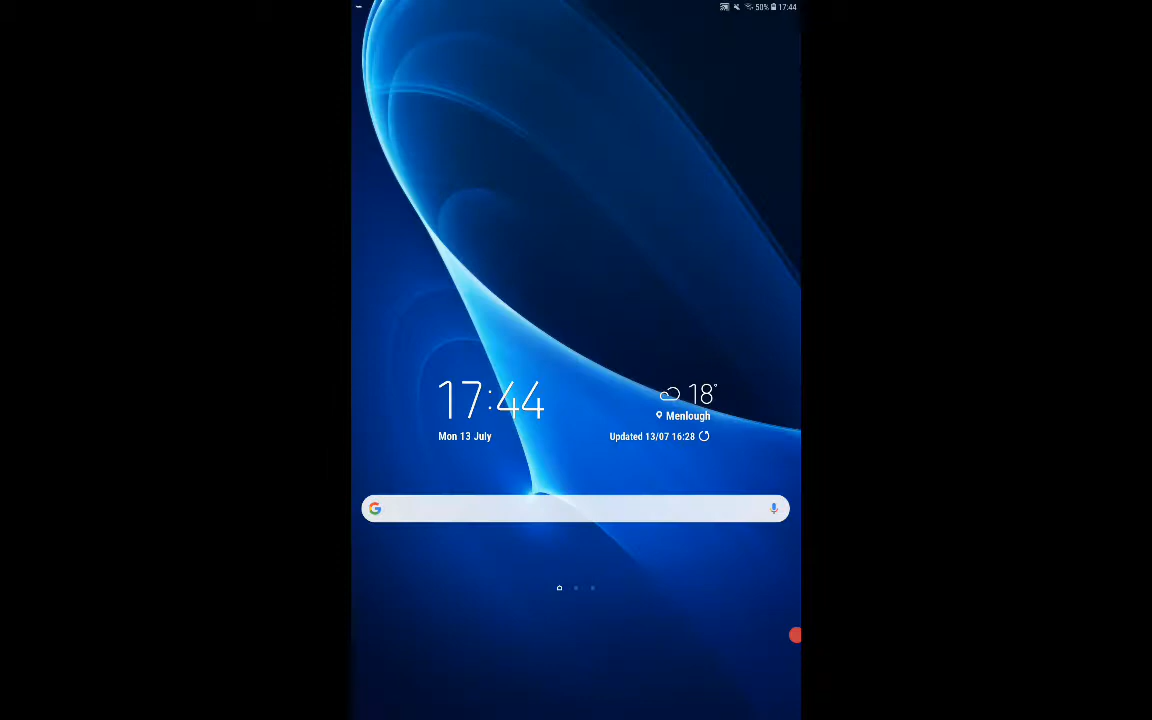 50% 17:44
17:44
18°
Menlough
Mon 13 July
Updated 13/07 16:28